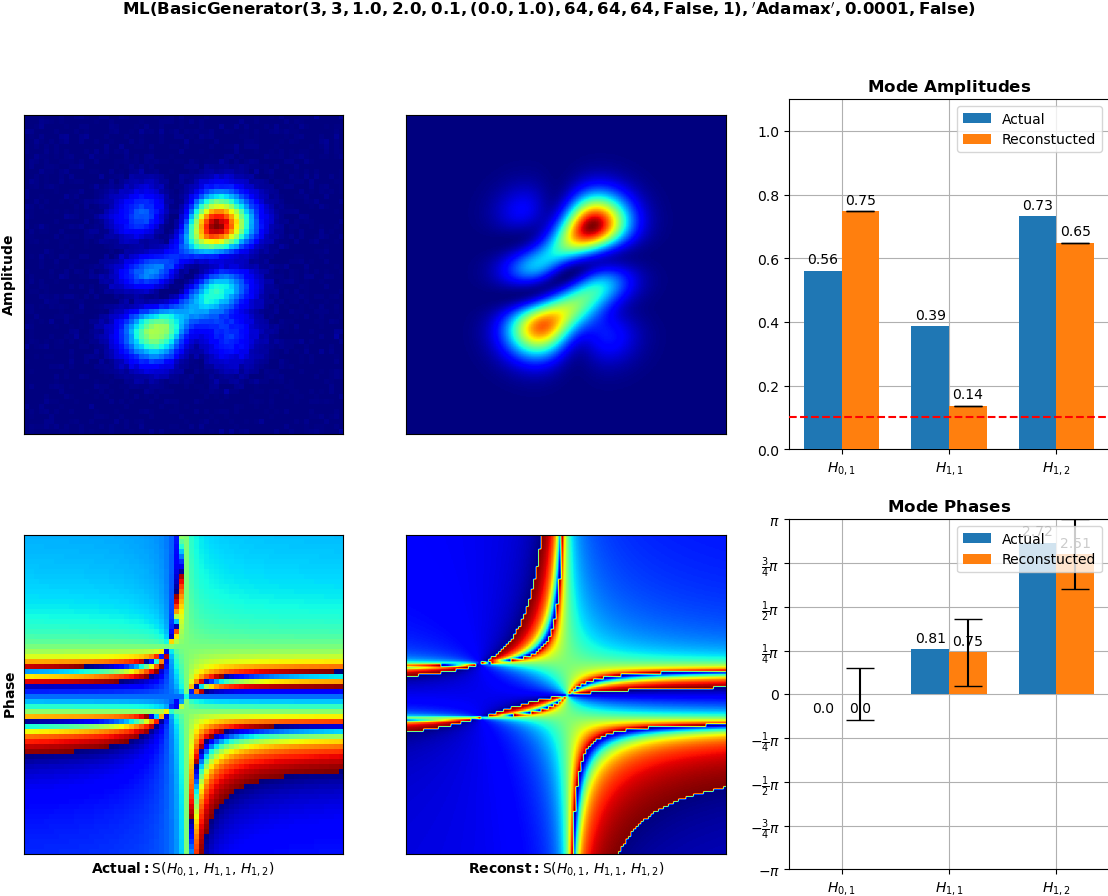 ML(BasicGenerator(3, 3, 1.0, 2.0, 0.1, (0.0, 1.0), 64, 64, 64, False, 1), ′Adamax′, 0.0001, False)
Amplitude
Mode Amplitudes
Actual
Reconstucted
1.0
0.8
0.6
0.4
0.2
0.0
0.56
0.75
0.39
0.14
0.73
0.65
H0, 1
H1, 1
H1, 2
Phase
Actual: S(H0, 1, H1, 1, H1, 2)
Reconst: S(H0, 1, H1, 1, H1, 2)
Mode Phases
Actual
Reconstucted
π
3/4π
1/2π
1/4π
0
−1/4π
−1/2π
−3/4π
−π
0.0
0.0
0.81
0.75
2.72
2.51
H0, 1
H1, 1
H1, 2